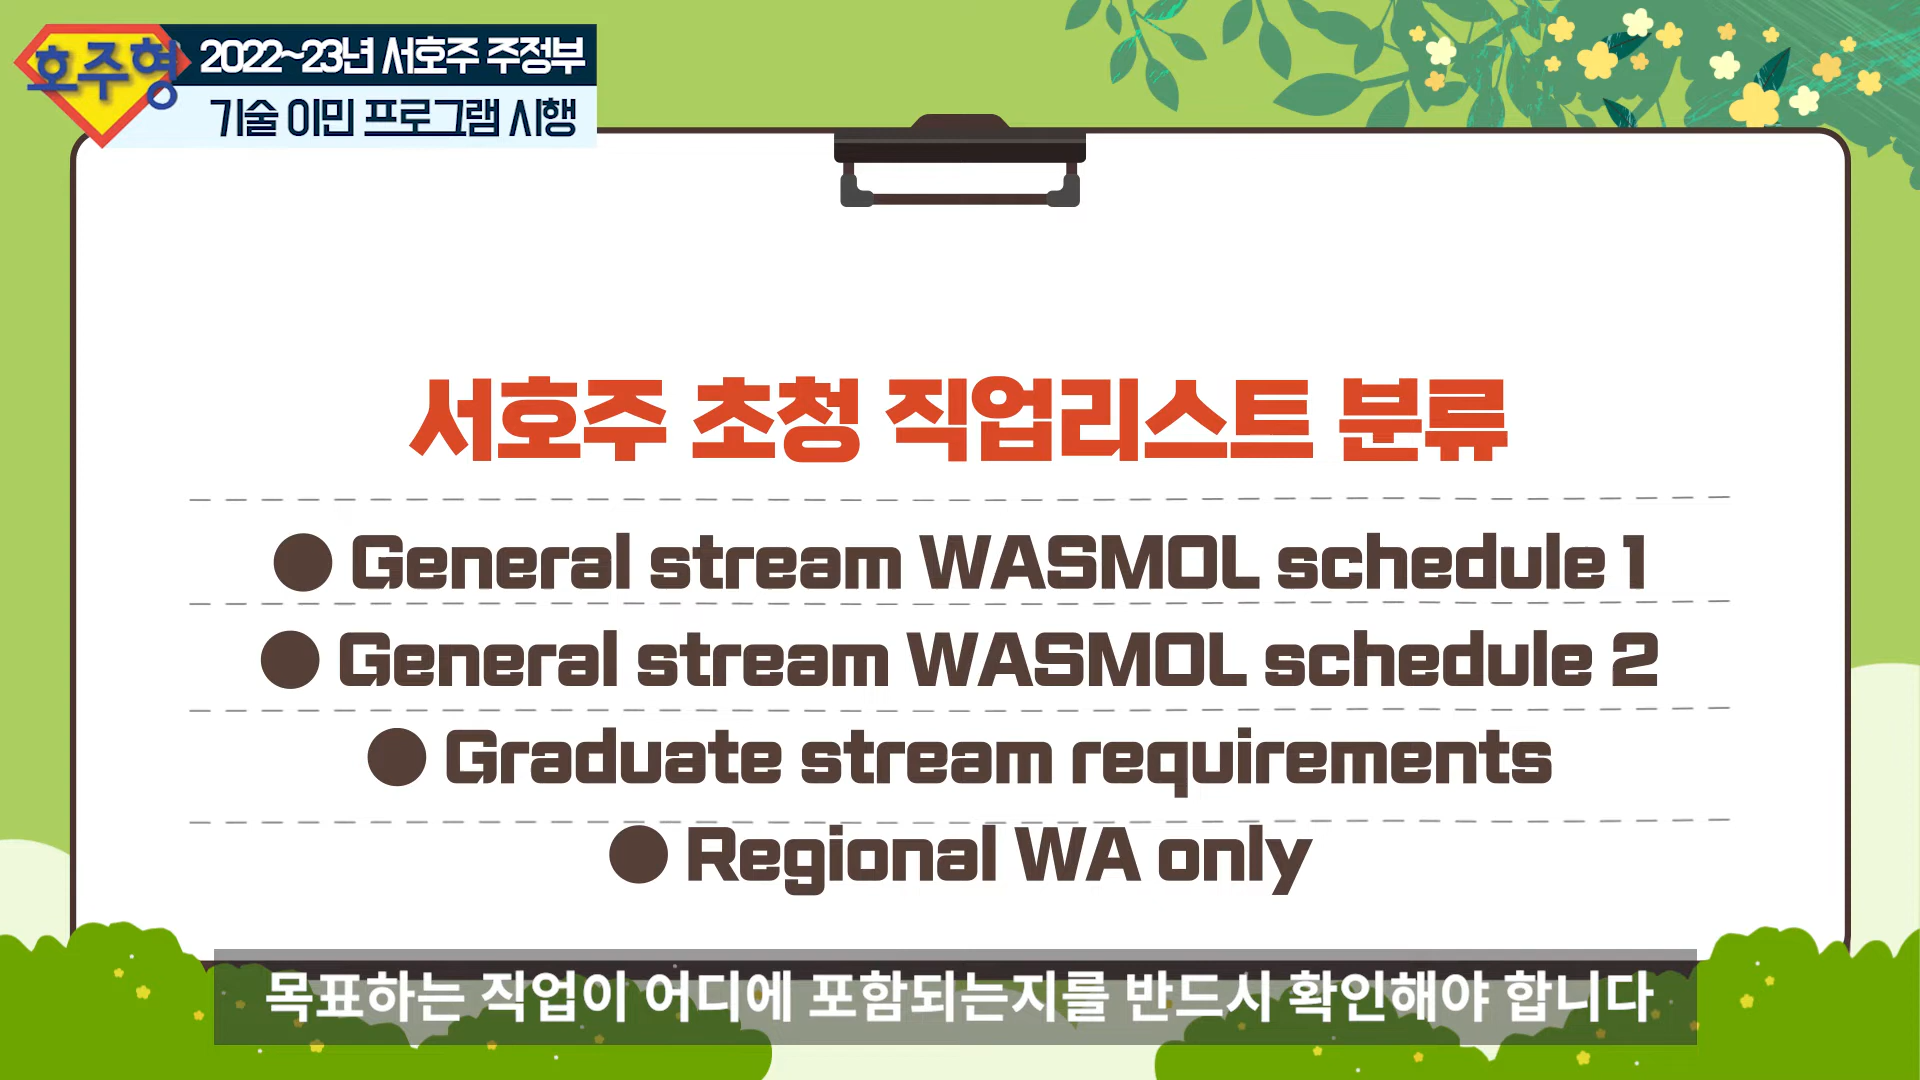 호주형
2022~23년 서호주 주정부
기술 이민 프로그램 시행
서호주 초청 직업리스트 분류
● General stream WASMOL schedule 1
● General stream WASMOL schedule 2
● Graduate stream requirements
● Regional WA only
목표하는 직업이 어디에 포함되는지를 반드시 확인해야 합니다